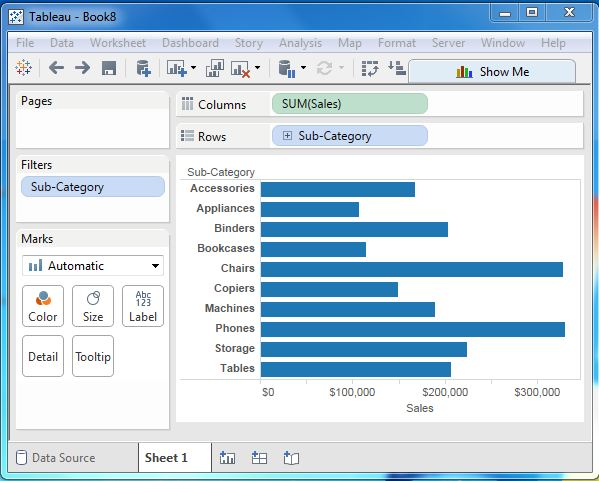 Tableau - Book8
File Data Worksheet Dashboard Story Analysis Map Format Server Window Help
Show Me
Pages
Columns SUM(Sales)
Rows Sub-Category
Filters
Sub-Category
Marks
Automatic
Color Size Abc 123 Label
Detail Tooltip
Sub-Category
Accessories
Appliances
Binders
Bookcases
Chairs
Copiers
Machines
Phones
Storage
Tables
$0 $100,000 $200,000 $300,000
Sales
Data Source Sheet 1